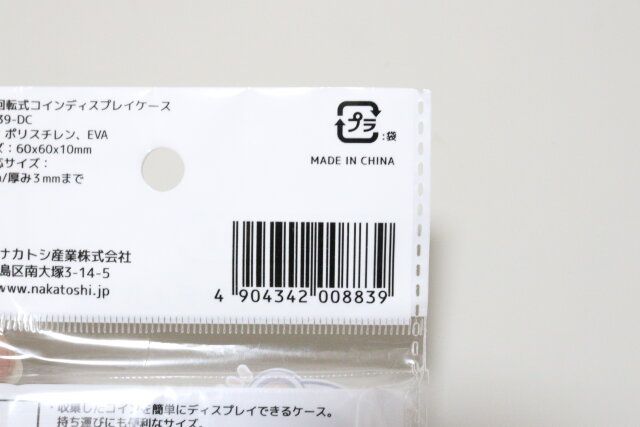 回転式コインディスプレイケース
39-DC
ポリスチレン、EVA
ズ：60x60x10mm
応サイズ：
/厚み3mmまで
プラ
:袋
MADE IN CHINA
ナカトシ産業株式会社
島区南大塚3-14-5
www.nakatoshi.jp
4 904342 008839
・収集したコインを簡単にディスプレイできるケース。
持ち運びにも便利なサイズ。